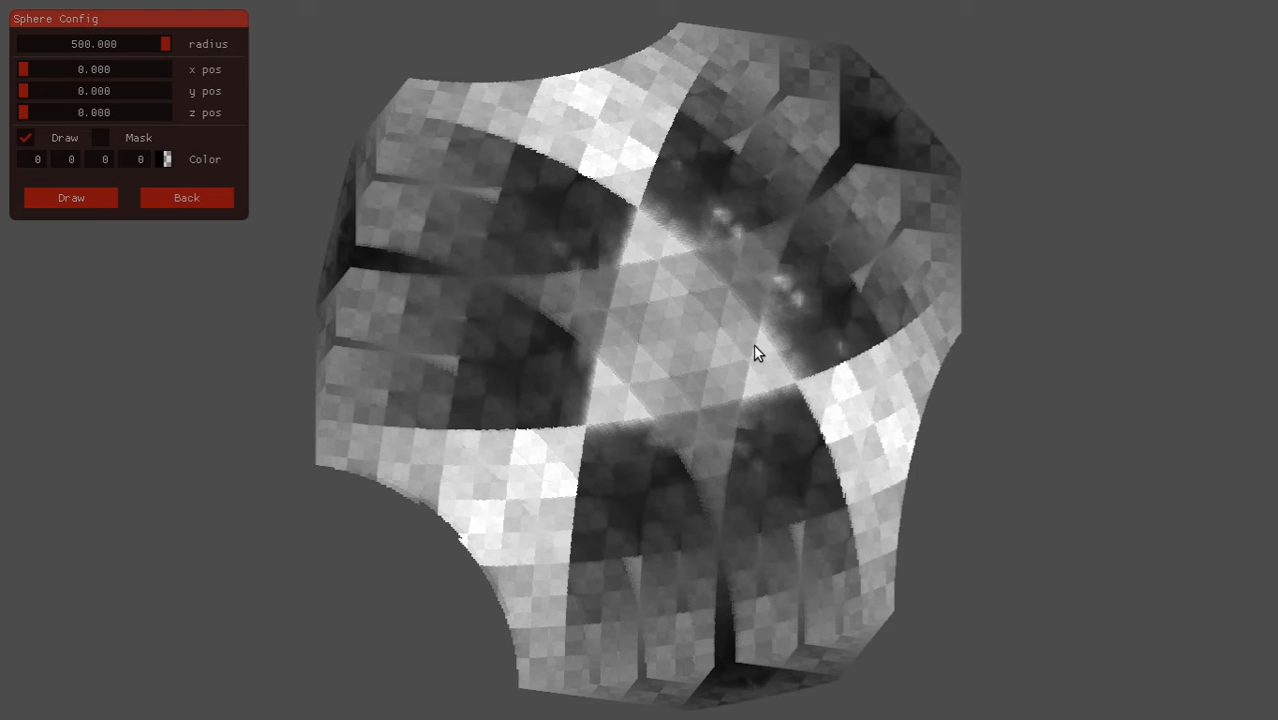 Sphere Config
500.000 radius
0.000 x pos
0.000 y pos
0.000 z pos
Draw Mask
0 0 0 0 Color
Draw Back